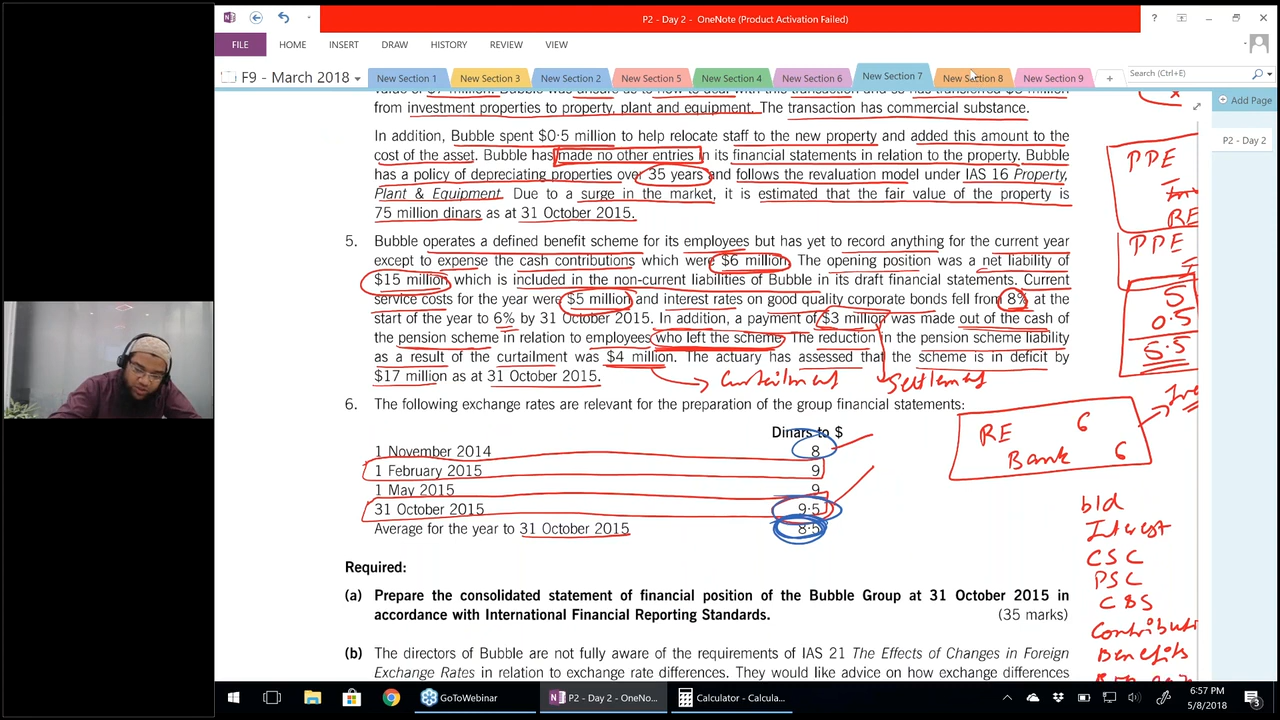 P2 - Day 2 - OneNote (Product Activation Failed)
FILE HOME INSERT DRAW HISTORY REVIEW VIEW
F9 - March 2018 New Section 1 New Section 3 New Section 2 New Section 5 New Section 4 New Section 6 New Section 7 New Section 8 New Section 9 Search (Ctrl+E)
Add Page
P2 - Day 2
from investment properties to property, plant and equipment. The transaction has commercial substance.
In addition, Bubble spent $0·5 million to help relocate staff to the new property and added this amount to the
cost of the asset. Bubble has made no other entries in its financial statements in relation to the property. Bubble
has a policy of depreciating properties over 35 years and follows the revaluation model under IAS 16 Property,
Plant & Equipment. Due to a surge in the market, it is estimated that the fair value of the property is
75 million dinars as at 31 October 2015.
5. Bubble operates a defined benefit scheme for its employees but has yet to record anything for the current year
except to expense the cash contributions which were $6 million. The opening position was a net liability of
$15 million which is included in the non-current liabilities of Bubble in its draft financial statements. Current
service costs for the year were $5 million and interest rates on good quality corporate bonds fell from 8% at the
start of the year to 6% by 31 October 2015. In addition, a payment of $3 million was made out of the cash of
the pension scheme in relation to employees who left the scheme. The reduction in the pension scheme liability
as a result of the curtailment was $4 million. The actuary has assessed that the scheme is in deficit by
$17 million as at 31 October 2015.
Curtailment Settlement
6. The following exchange rates are relevant for the preparation of the group financial statements:
Dinars to $
1 November 2014 8
1 February 2015 9
1 May 2015 9
31 October 2015 9·5
Average for the year to 31 October 2015 8·5
Required:
(a) Prepare the consolidated statement of financial position of the Bubble Group at 31 October 2015 in
accordance with International Financial Reporting Standards. (35 marks)
(b) The directors of Bubble are not fully aware of the requirements of IAS 21 The Effects of Changes in Foreign
Exchange Rates in relation to exchange rate differences. They would like advice on how exchange differences
PPE
RE
PPE
5
0.5
5.5
RE 6
Bank 6
bld
Interest
CSC
PSC
CBS
Benefits
GoToWebinar P2 - Day 2 - OneNo... Calculator - Calcula...
6:57 PM
5/8/2018
3